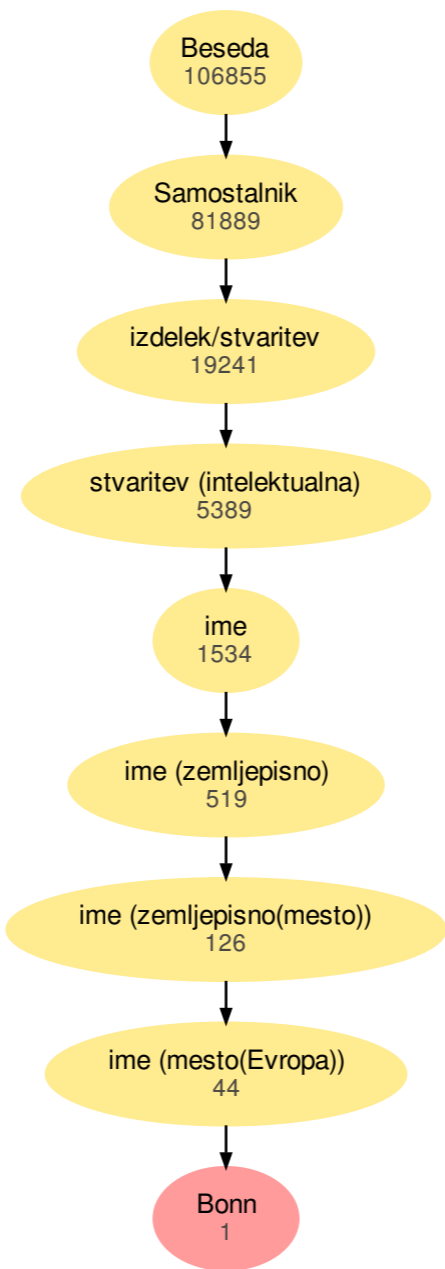 Beseda
106855
Samostalnik
81889
izdelek/stvaritev
19241
stvaritev (intelektualna)
5389
ime
1534
ime (zemljepisno)
519
ime (zemljepisno(mesto))
126
ime (mesto(Evropa))
44
Bonn
1